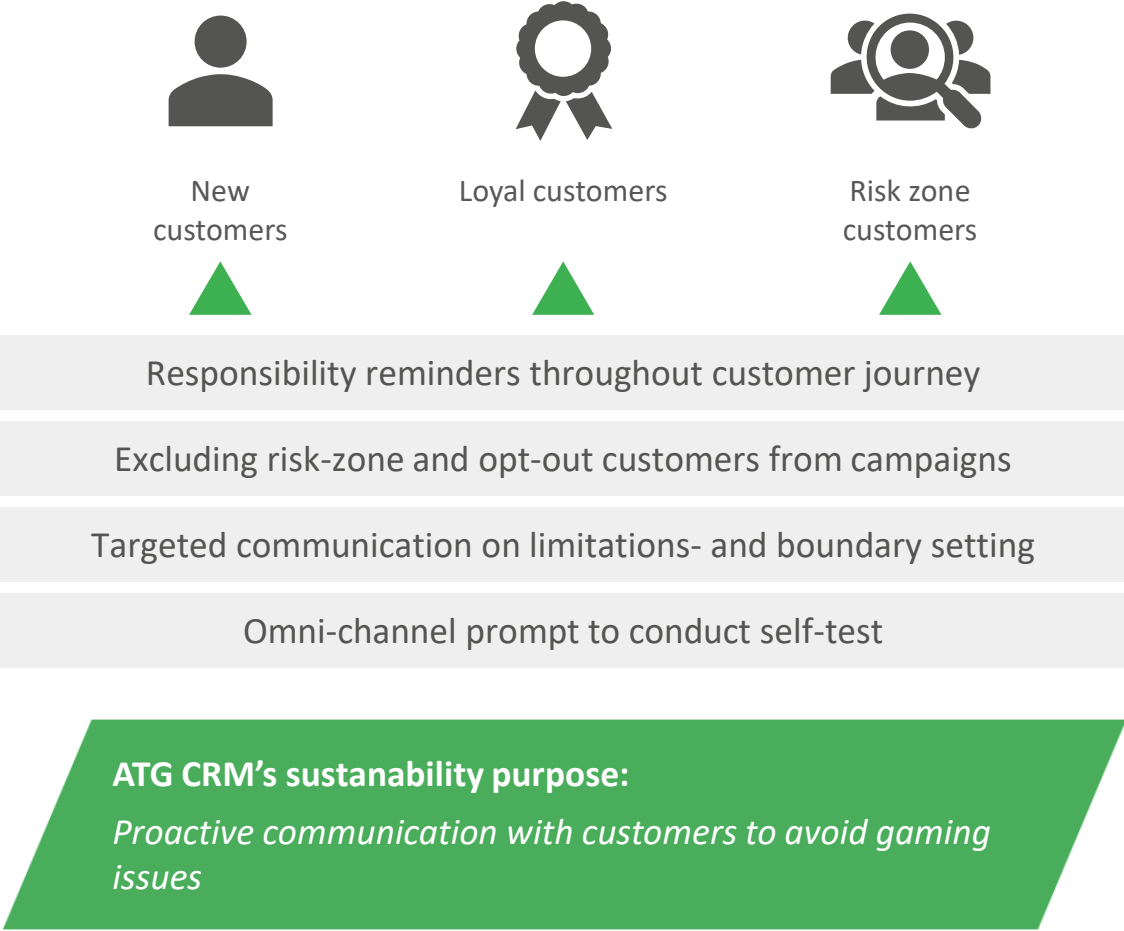 New
customers
Loyal customers
Risk zone
customers
Responsibility reminders throughout customer journey
Excluding risk-zone and opt-out customers from campaigns
Targeted communication on limitations- and boundary setting
Omni-channel prompt to conduct self-test
ATG CRM’s sustanability purpose:
Proactive communication with customers to avoid gaming
issues